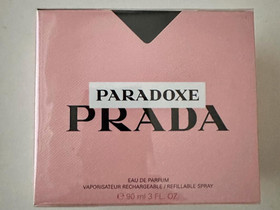 PARADOXE
PRADA
EAU DE PARFUM
VAPORISATEUR RECHARGEABLE / REFILLABLE SPRAY
℮ 90 ml 3 FL. OZ.